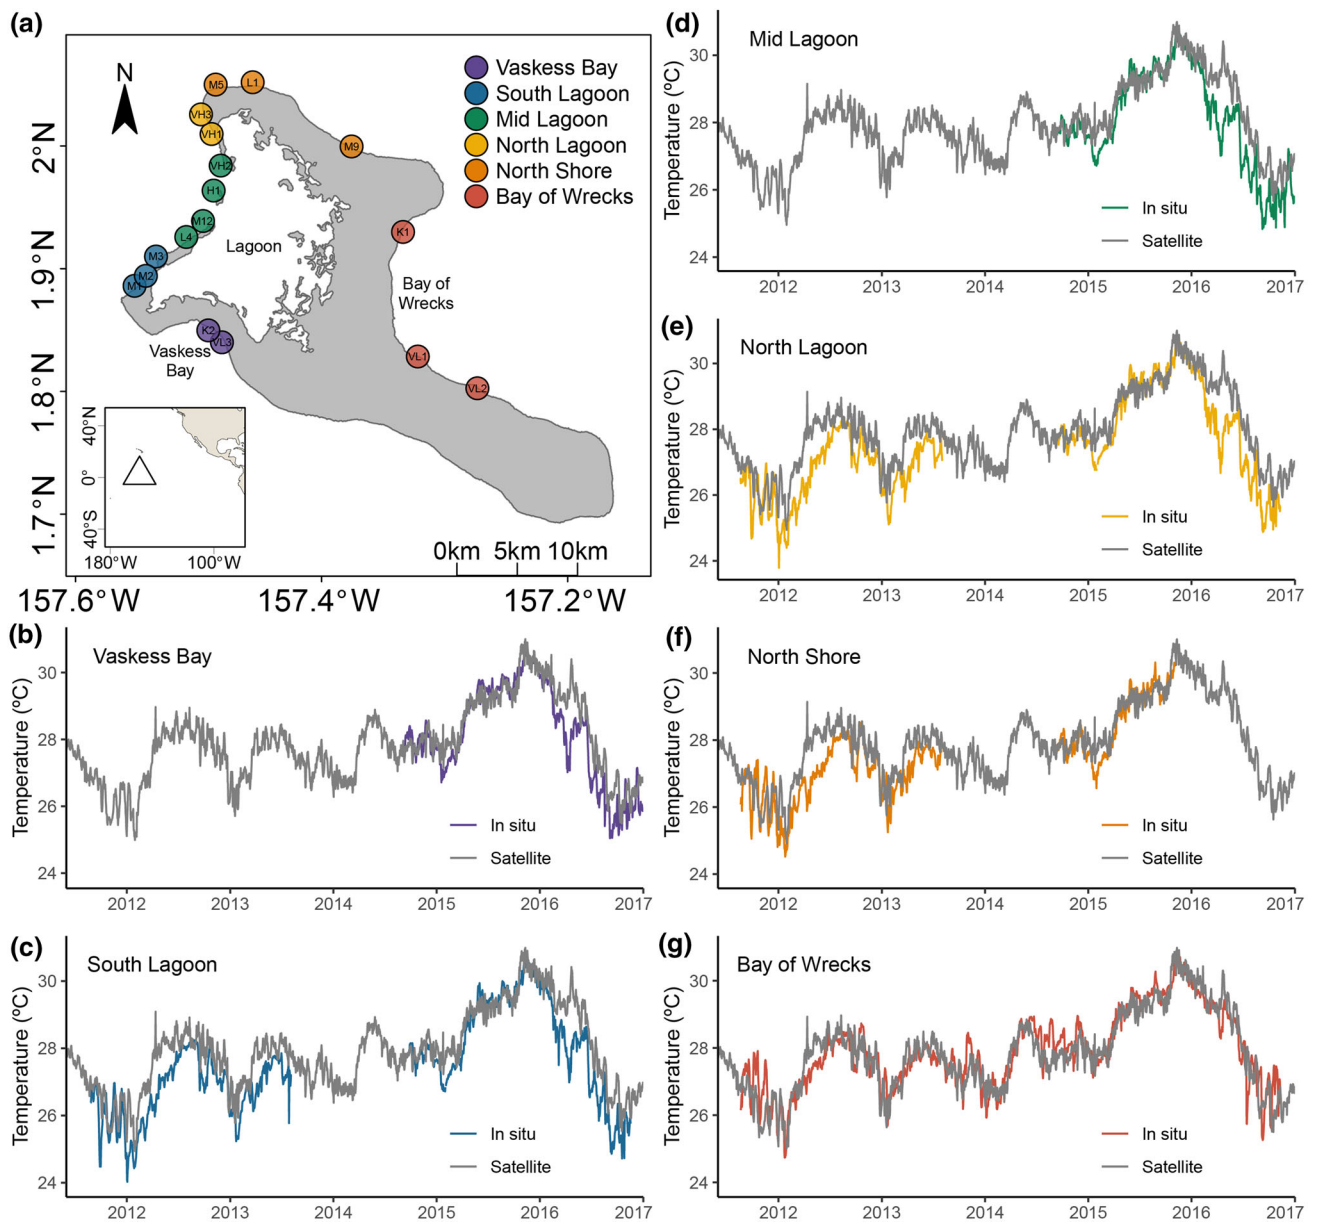 (a)
N
M5
L1
VH3
VH1
M9
VH2
H1
M12
L4
K1
M3
M2
M1
K2
VL3
VL1
VL2
Lagoon
Bay of
Wrecks
Vaskess
Bay
Vaskess Bay
South Lagoon
Mid Lagoon
North Lagoon
North Shore
Bay of Wrecks
2°N
1.9°N
1.8°N
1.7°N
40°N
0°
40°S
180°W
100°W
0km 5km 10km
157.6°W
157.4°W
157.2°W
(b)
Vaskess Bay
Temperature (ºC)
30
28
26
24
In situ
Satellite
2012 2013 2014 2015 2016 2017
(c)
South Lagoon
Temperature (ºC)
30
28
26
24
In situ
Satellite
2012 2013 2014 2015 2016 2017
(d)
Mid Lagoon
Temperature (ºC)
30
28
26
24
In situ
Satellite
2012 2013 2014 2015 2016 2017
(e)
North Lagoon
Temperature (ºC)
30
28
26
24
In situ
Satellite
2012 2013 2014 2015 2016 2017
(f)
North Shore
Temperature (ºC)
30
28
26
24
In situ
Satellite
2012 2013 2014 2015 2016 2017
(g)
Bay of Wrecks
Temperature (ºC)
30
28
26
24
In situ
Satellite
2012 2013 2014 2015 2016 2017